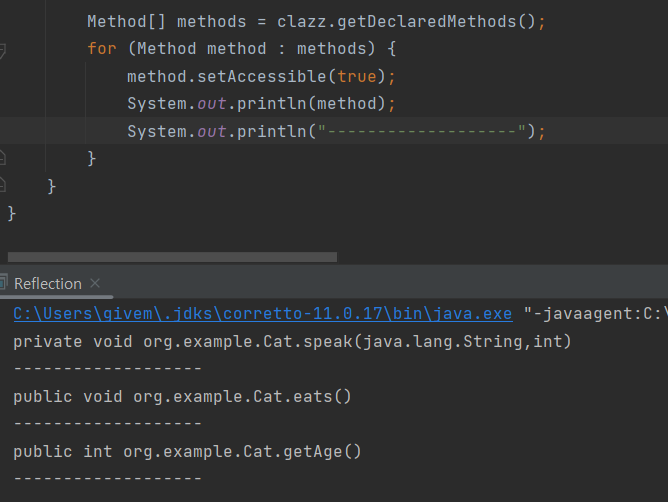 Method[] methods = clazz.getDeclaredMethods();
for (Method method : methods) {
method.setAccessible(true);
System.out.println(method);
System.out.println("-------------------");
}
}
}
Reflection ×
C:\Users\givem\.jdks\corretto-11.0.17\bin\java.exe "-javaagent:C:\
private void org.example.Cat.speak(java.lang.String,int)
-------------------
public void org.example.Cat.eats()
-------------------
public int org.example.Cat.getAge()
-------------------